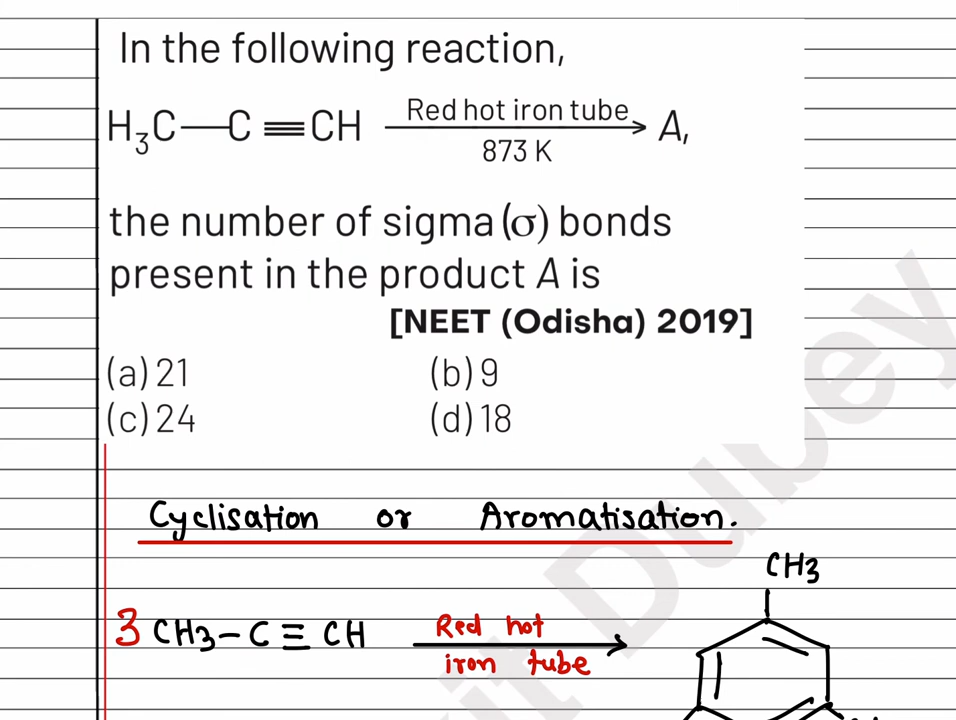 In the following reaction,
H₃C—C≡CH Red hot iron tube 873 K A,
the number of sigma (σ) bonds
present in the product A is
[NEET (Odisha) 2019]
(a) 21 (b) 9
(c) 24 (d) 18
Cyclisation or Aromatisation.
CH3
3 CH3-C≡CH Red hot
iron tube